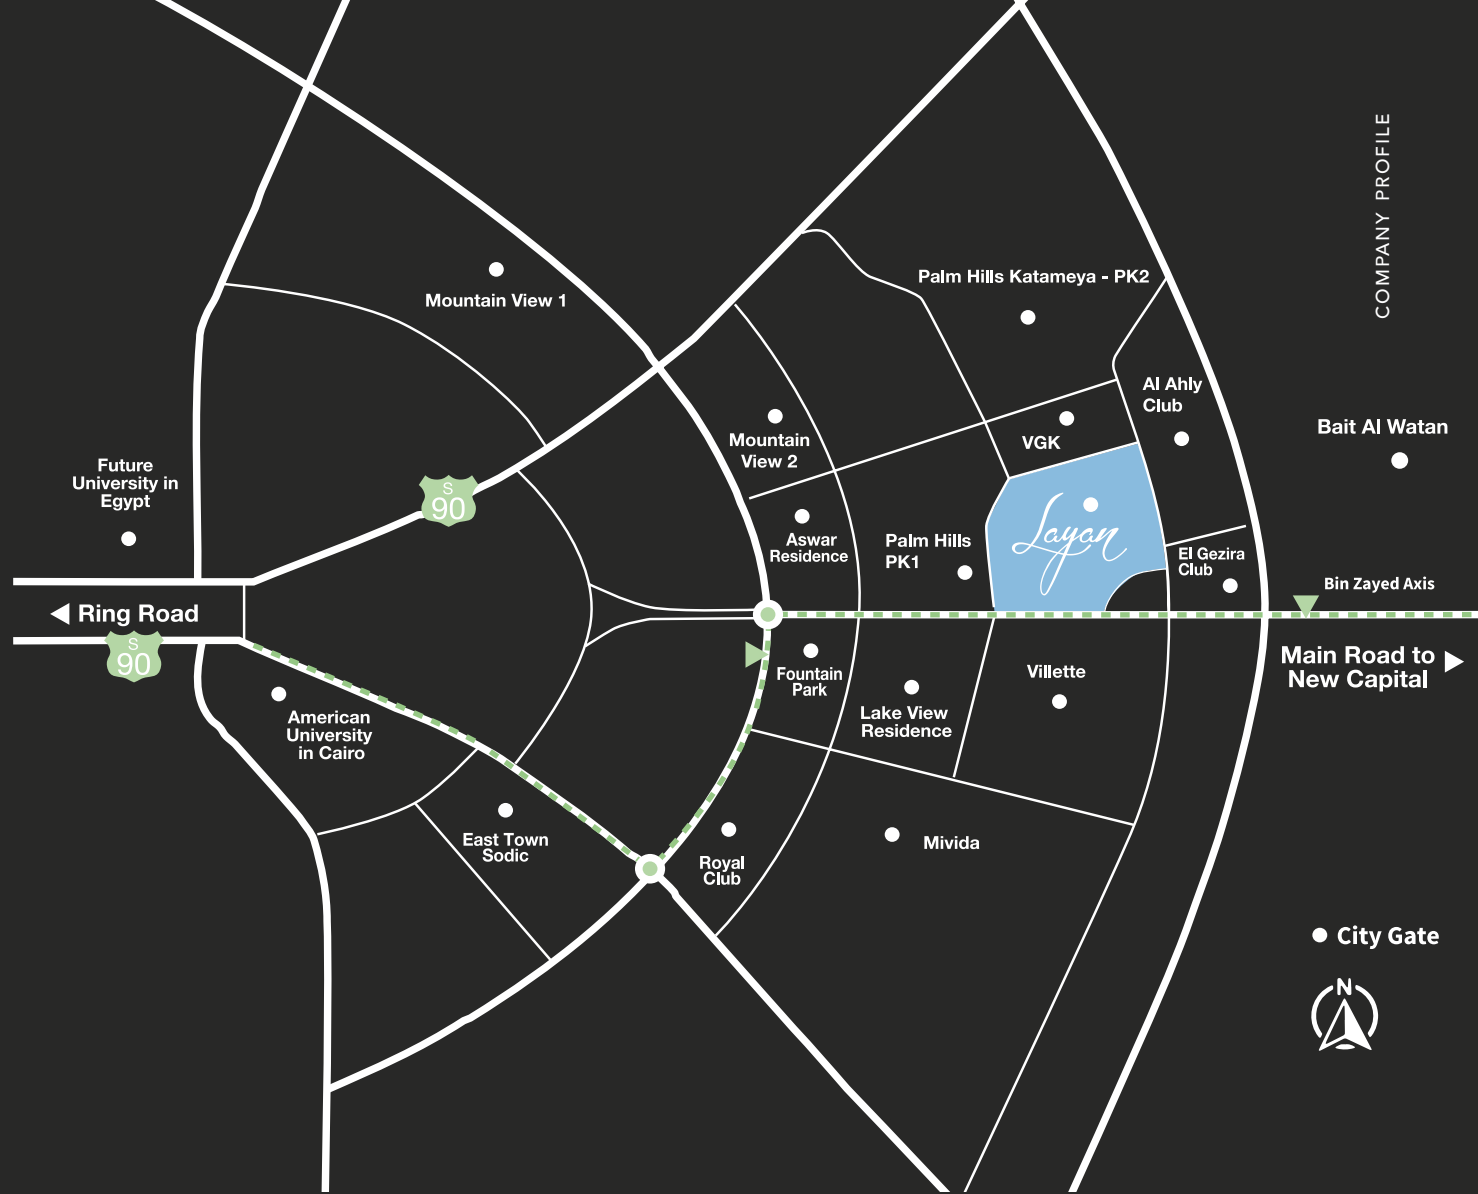 COMPANY PROFILE
Palm Hills Katameya - PK2
Mountain View 1
Al Ahly
Club
Bait Al Watan
Mountain
View 2
VGK
Future
University in
Egypt
S
90
Layan
Aswar
Residence
Palm Hills
PK1
El Gezira
Club
Bin Zayed Axis
Ring Road
S
90
Main Road to
New Capital
Fountain
Park
Villette
Lake View
Residence
American
University
in Cairo
East Town
Sodic
Royal
Club
Mivida
City Gate
N